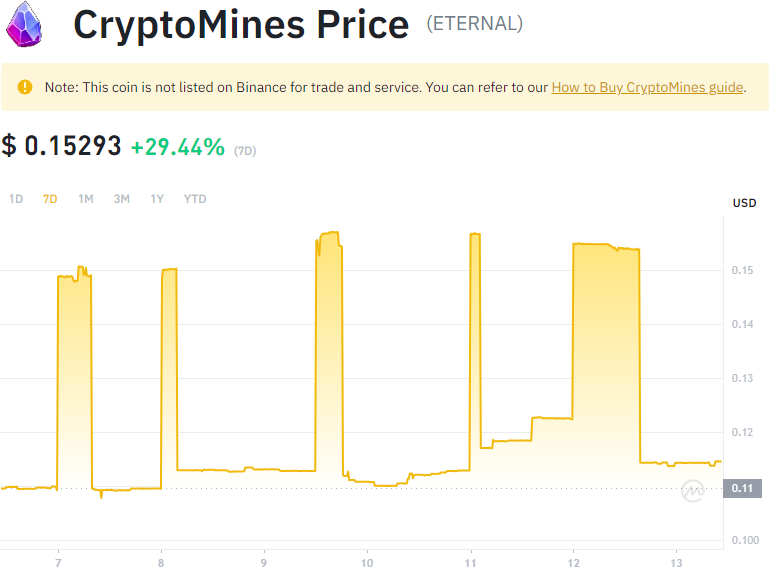 CryptoMines Price (ETERNAL)
Note: This coin is not listed on Binance for trade and service. You can refer to our How to Buy CryptoMines guide.
$ 0.15293 +29.44% (7D)
1D 7D 1M 3M 1Y YTD
USD
0.15
0.14
0.13
0.12
0.11
0.100
7 8 9 10 11 12 13